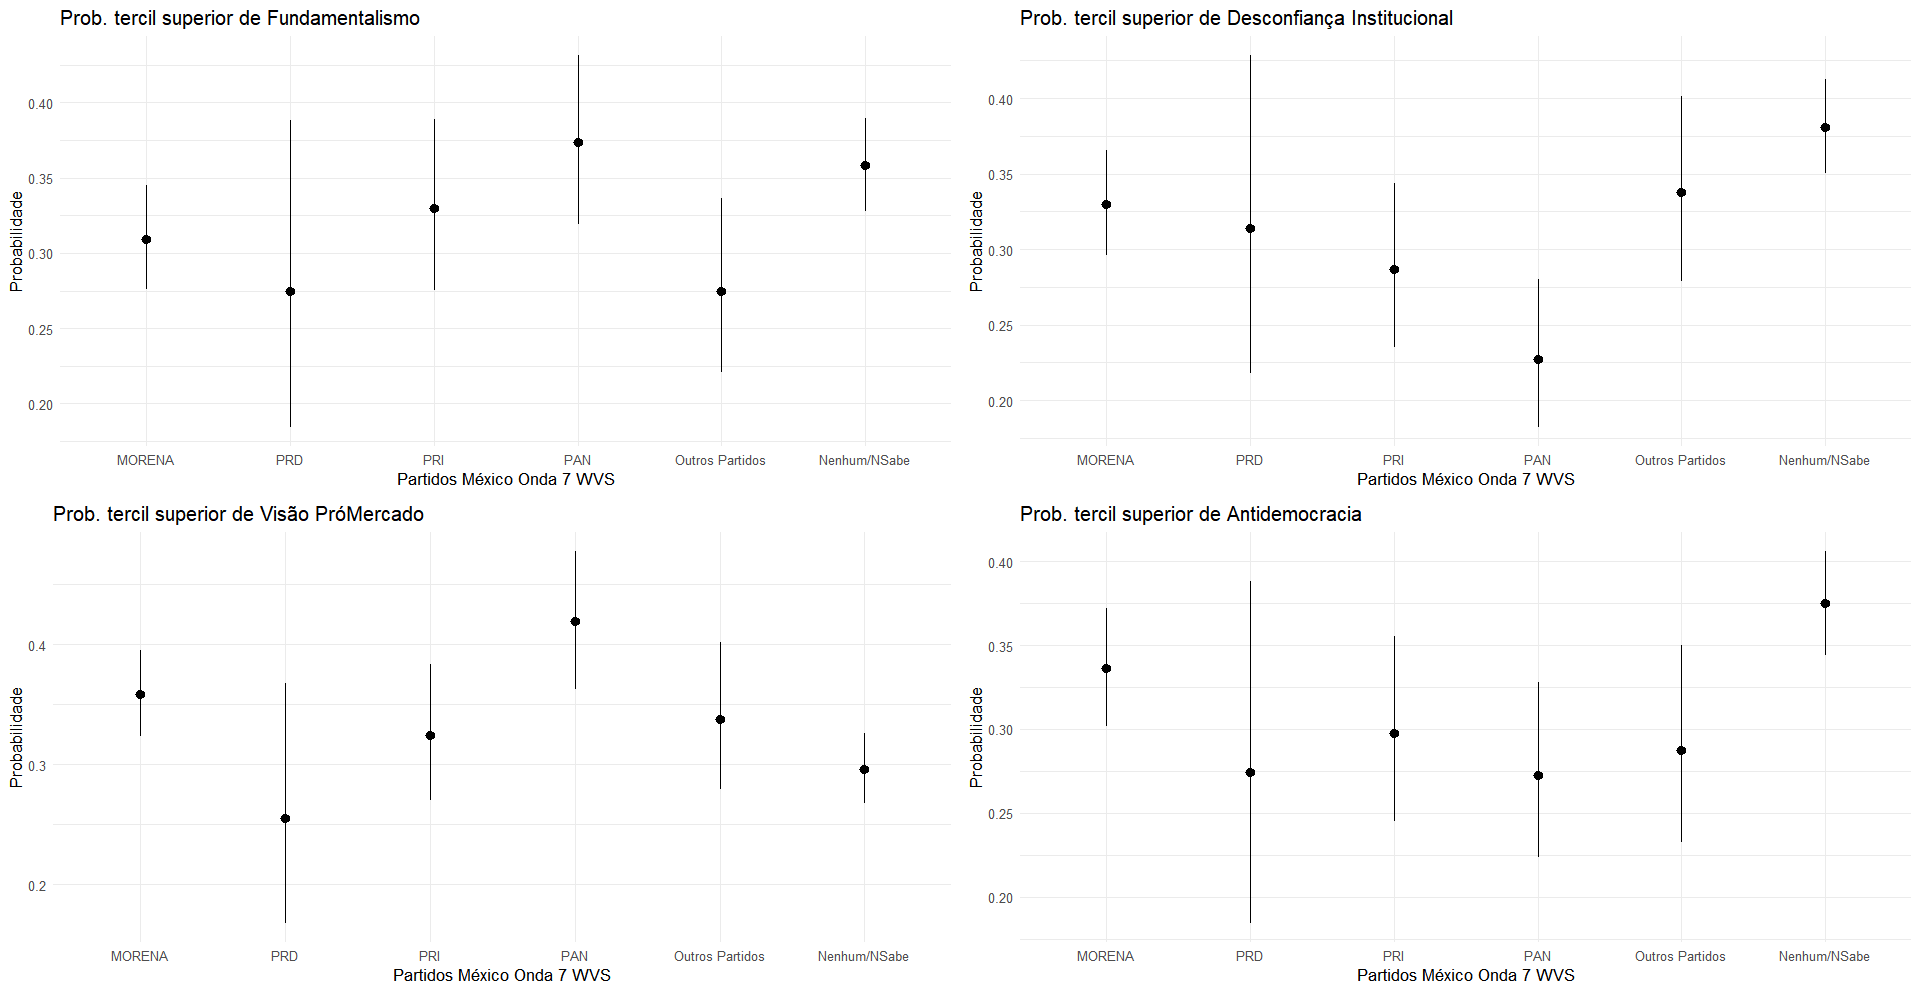 Prob. tercil superior de Fundamentalismo
0.40
0.35
0.30
0.25
0.20
Probabilidade
MORENA PRD PRI PAN Outros Partidos Nenhum/NSabe
Partidos México Onda 7 WVS
Prob. tercil superior de Desconfiança Institucional
0.40
0.35
0.30
0.25
0.20
Probabilidade
MORENA PRD PRI PAN Outros Partidos Nenhum/NSabe
Partidos México Onda 7 WVS
Prob. tercil superior de Visão PróMercado
0.4
0.3
0.2
Probabilidade
MORENA PRD PRI PAN Outros Partidos Nenhum/NSabe
Partidos México Onda 7 WVS
Prob. tercil superior de Antidemocracia
0.40
0.35
0.30
0.25
0.20
Probabilidade
MORENA PRD PRI PAN Outros Partidos Nenhum/NSabe
Partidos México Onda 7 WVS